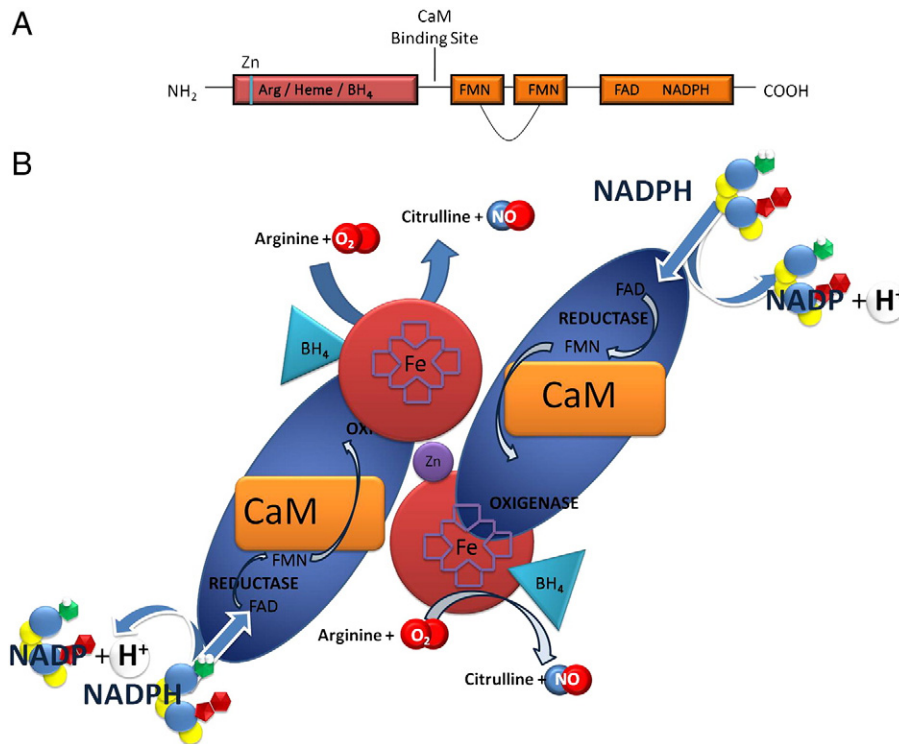 A
CaM
Binding Site
Zn
NH₂
Arg / Heme / BH₄
FMN
FMN
FAD NADPH
COOH
B
NADPH
Citrulline + NO
Arginine + O₂
NADP + H⁺
FAD
REDUCTASE
FMN
BH₄
Fe
CaM
OXI
Zn
CaM
OXIGENASE
Fe
FMN
BH₄
REDUCTASE
FAD
Arginine + O₂
NADP + H⁺
Citrulline + NO
NADPH